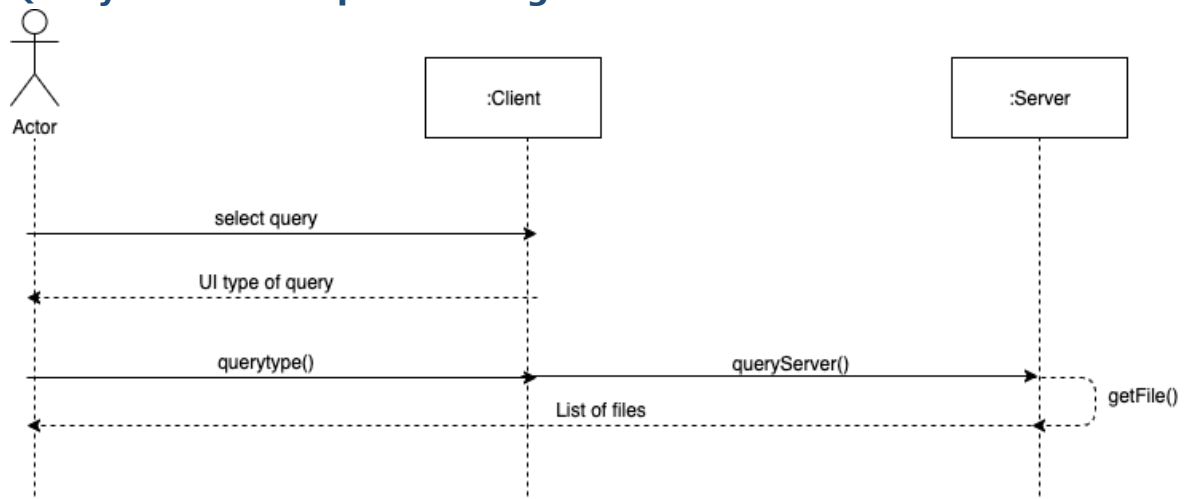 Actor
:Client
:Server
select query
UI type of query
querytype()
queryServer()
getFile()
List of files